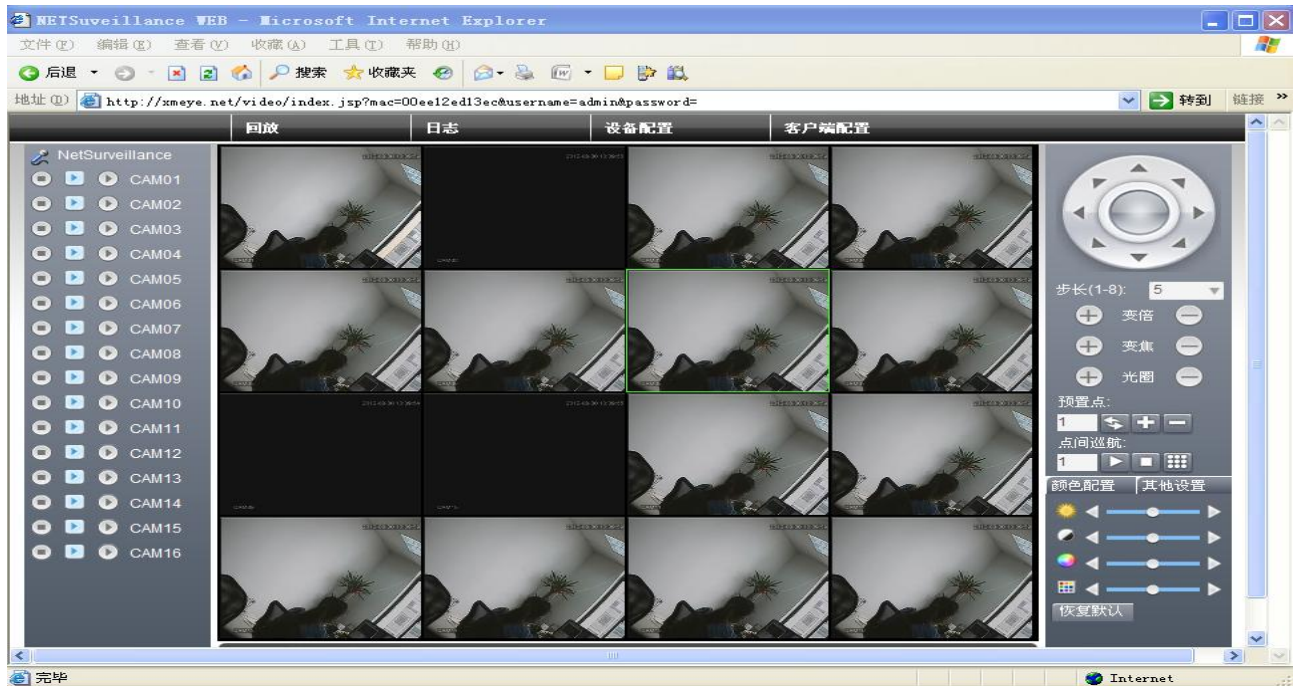 NETSuveillance WEB - Microsoft Internet Explorer
文件(F) 编辑(E) 查看(V) 收藏(A) 工具(T) 帮助(H)
后退 搜索 收藏夹
地址(D) http://xmeye.net/video/index.jsp?mac=00ee12ed13ec&username=admin&password= 转到 链接 »
回放 日志 设备配置 客户端配置
NetSurveillance
CAM01
CAM02
CAM03
CAM04
CAM05
CAM06
CAM07
CAM08
CAM09
CAM10
CAM11
CAM12
CAM13
CAM14
CAM15
CAM16
步长(1-8): 5
变倍
变焦
光圈
预置点:
1
点间巡航:
1
颜色配置 其他设置
恢复默认
完毕 Internet